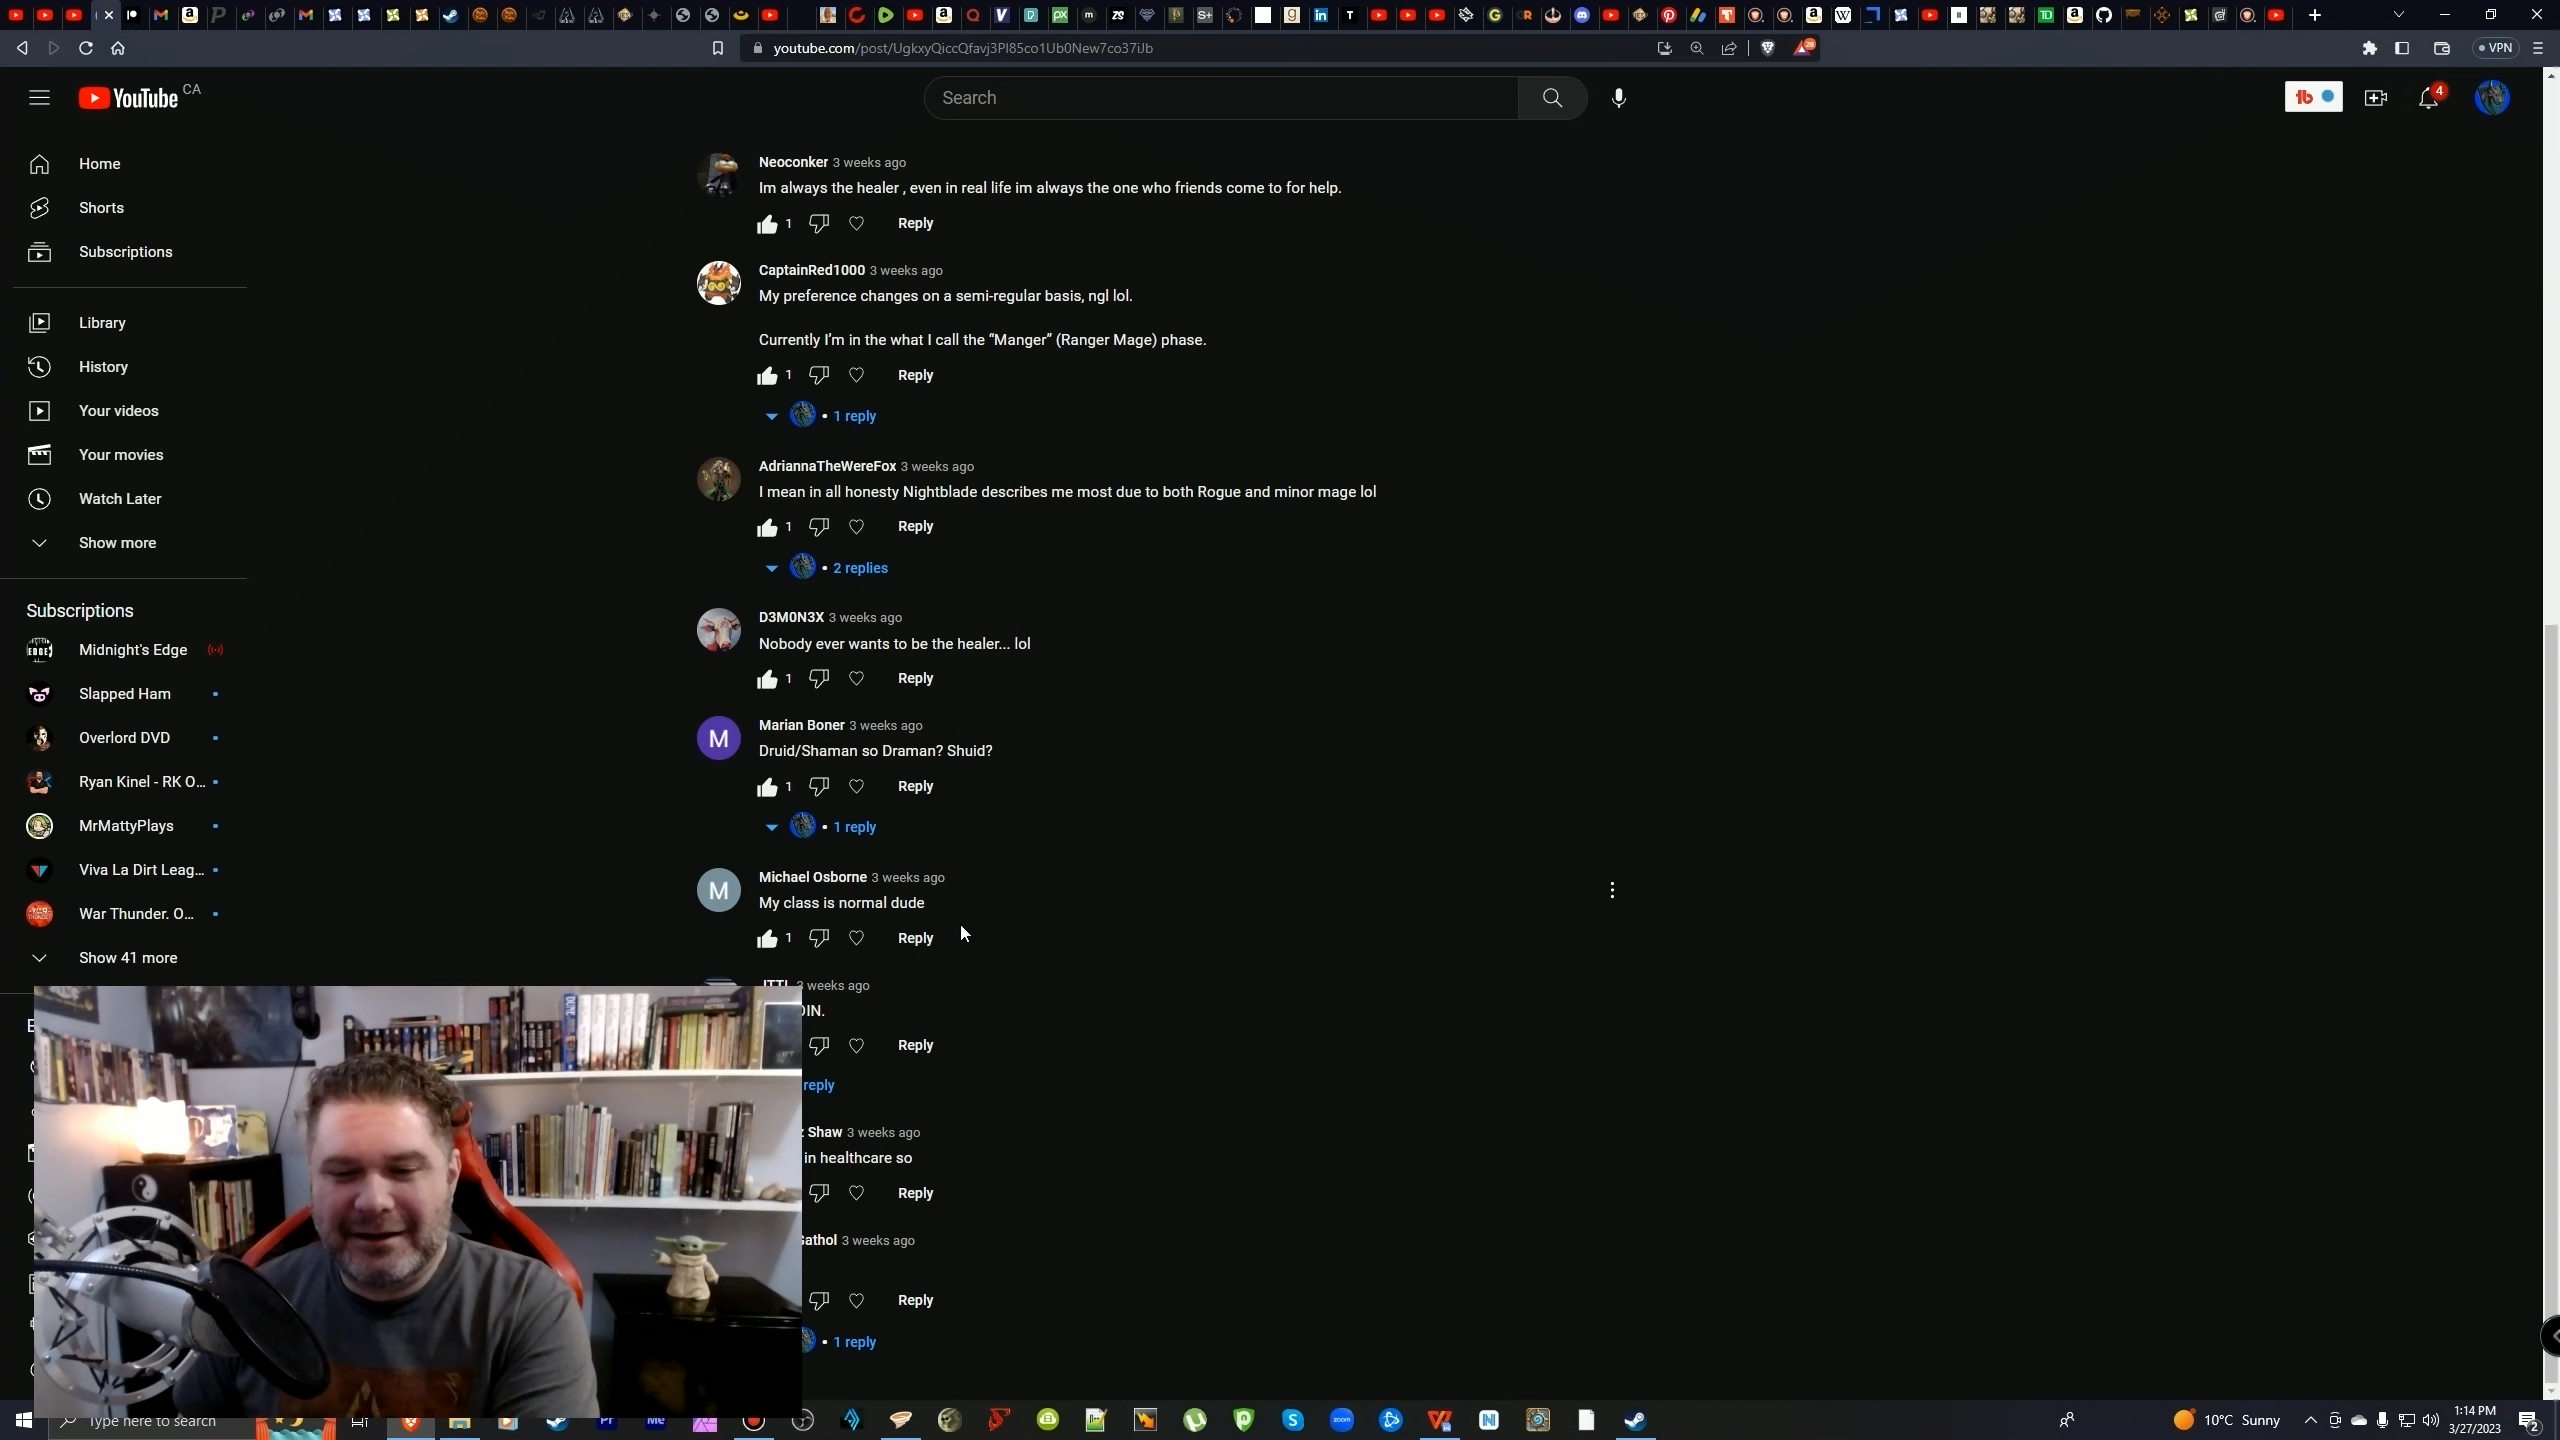 youtube.com/post/UgkxyQiccQfavj3Pl85co1Ub0New7co37iJb
VPN
YouTube CA
Search
4
Home
Shorts
Subscriptions
Library
History
Your videos
Your movies
Watch Later
Show more
Subscriptions
Midnight's Edge
Slapped Ham
Overlord DVD
Ryan Kinel - RK O...
MrMattyPlays
Viva La Dirt Leag...
War Thunder. O...
Show 41 more
Neoconker 3 weeks ago
Im always the healer , even in real life im always the one who friends come to for help.
1 Reply
CaptainRed1000 3 weeks ago
My preference changes on a semi-regular basis, ngl lol.
Currently I'm in the what I call the “Manger” (Ranger Mage) phase.
1 Reply
• 1 reply
AdriannaTheWereFox 3 weeks ago
I mean in all honesty Nightblade describes me most due to both Rogue and minor mage lol
1 Reply
• 2 replies
D3M0N3X 3 weeks ago
Nobody ever wants to be the healer... lol
1 Reply
Marian Boner 3 weeks ago
Druid/Shaman so Draman? Shuid?
1 Reply
• 1 reply
M
Michael Osborne 3 weeks ago
My class is normal dude
1 Reply
3 weeks ago
Reply
reply
Shaw 3 weeks ago
in healthcare so
Reply
3 weeks ago
Reply
• 1 reply
Type here to search
10°C Sunny
1:14 PM
3/27/2023
2